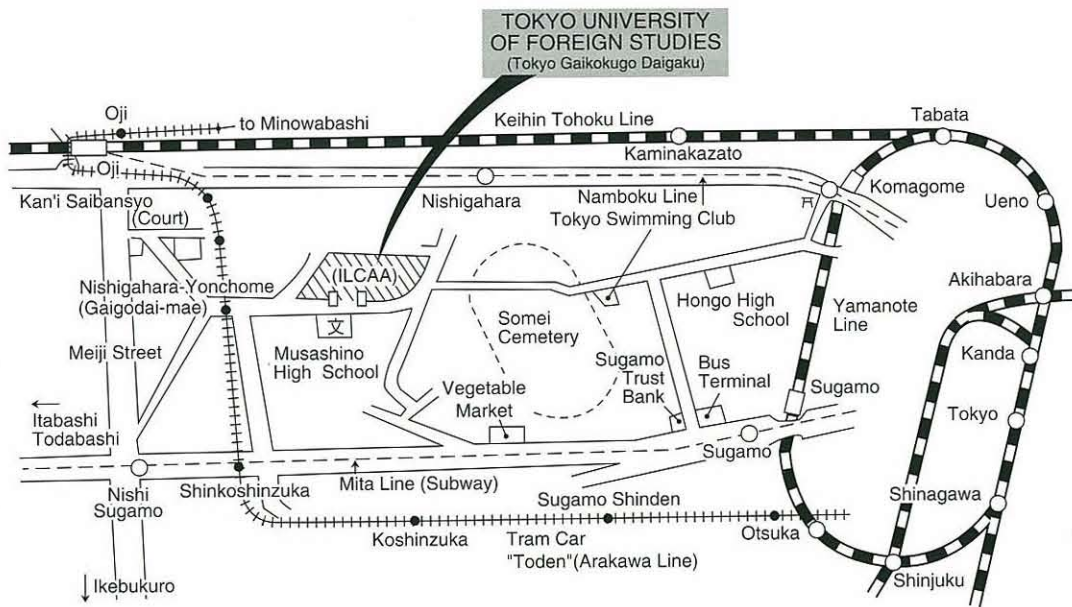 TOKYO UNIVERSITY
OF FOREIGN STUDIES
(Tokyo Gaikokugo Daigaku)
Oji
to Minowabashi
Keihin Tohoku Line
Tabata
Kaminakazato
Oji
Komagome
Kan'i Saibansyo
(Court)
Nishigahara
Namboku Line
Tokyo Swimming Club
Ueno
Nishigahara-Yonchome
(Gaigodai-mae)
(ILCAA)
Hongo High
School
Akihabara
Yamanote
Line
Somei
Cemetery
文
Musashino
High School
Meiji Street
Kanda
Sugamo
Trust
Bank
Bus
Terminal
Sugamo
Vegetable
Market
Itabashi
Todabashi
Tokyo
Sugamo
Nishi
Sugamo
Shinkoshinzuka
Mita Line (Subway)
Sugamo Shinden
Shinagawa
Koshinzuka
Tram Car
"Toden"(Arakawa Line)
Otsuka
Ikebukuro
Shinjuku